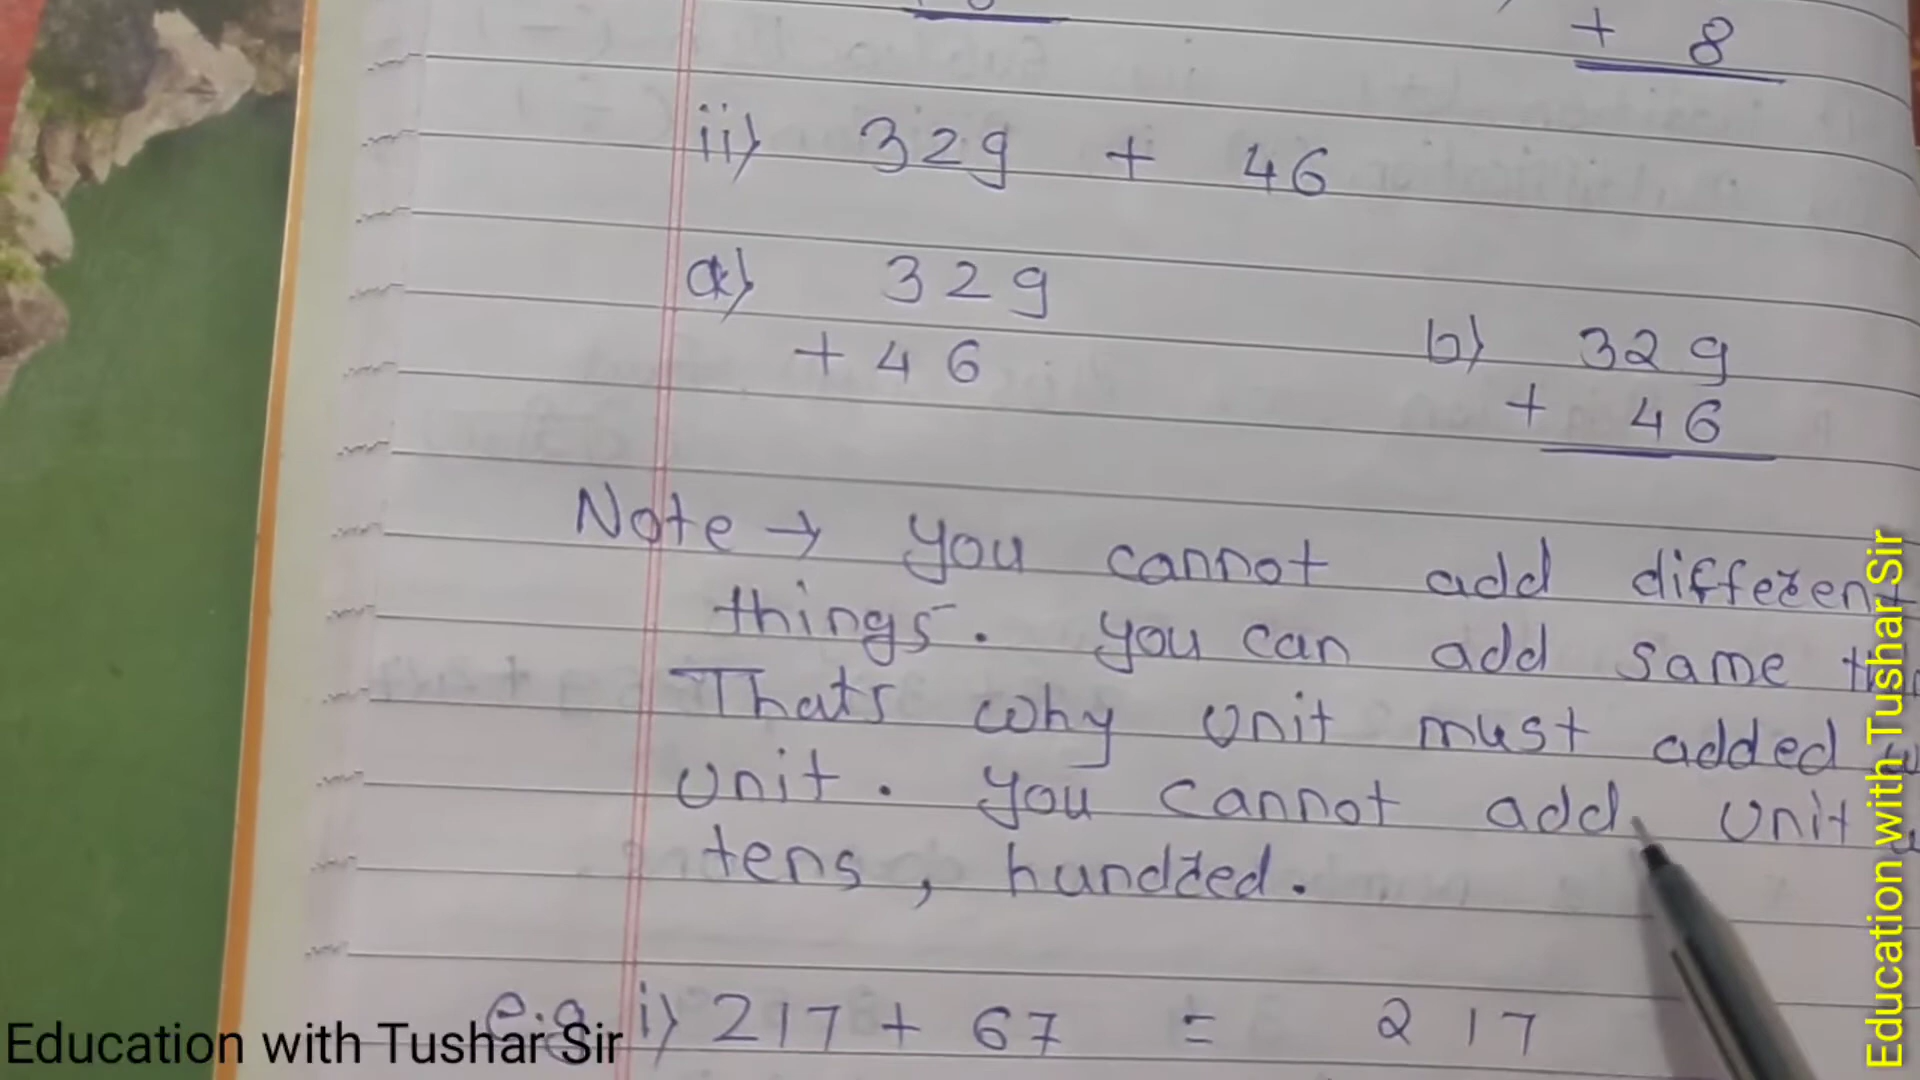 + 8
ii) 329 + 46
a) 329
+ 46
b) 329
+ 46
Note → You cannot add different
things. You can add same
Thats why unit must added
unit. You cannot add unit
tens, hundred.
e.g i) 217 + 67 = 217
Education with Tushar Sir
Education with Tushar Sir